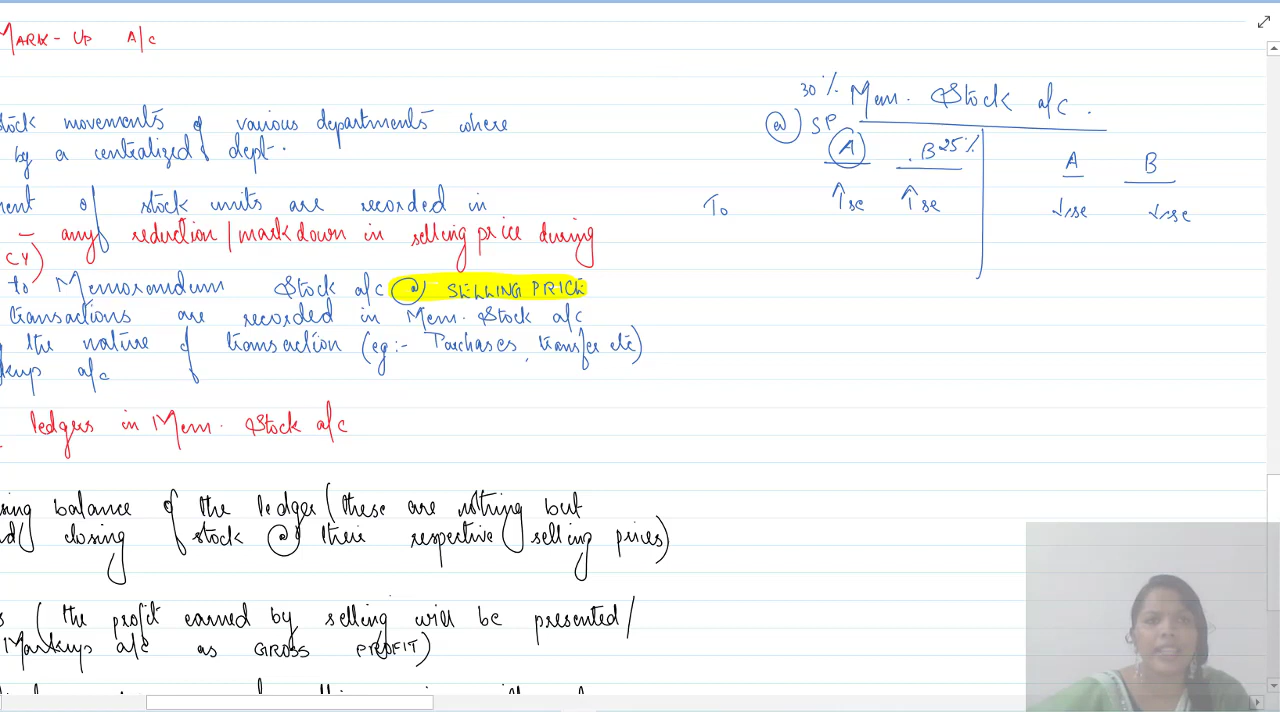 MARK-UP A/c
stock movements of various departments where
by a centralized dept.
ment of stock units are recorded in
– any reduction/markdown in selling price during
CY)
to Memorandum Stock a/c @ SELLING PRICE
transactions are recorded in Mem. Stock a/c
the nature of transaction (eg:- Purchases, transfer etc)
kups a/c
ledgers in Mem. Stock a/c
sing balance of the ledger (these are nothing but
closing stock @ their respective selling prices)
(the profit earned by selling will be presented/
Markups a/c as GROSS PROFIT)
30% Mem. Stock a/c.
@ SP
A B 25% A B
To ↑se ↑se ↓se ↓se